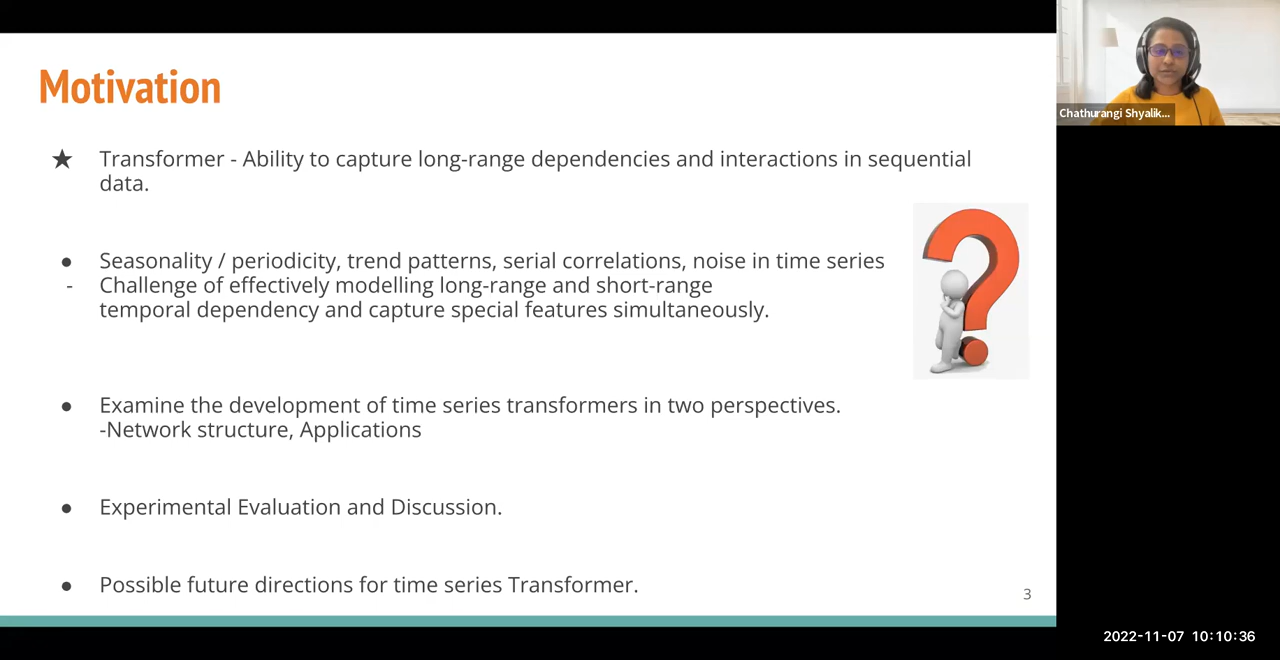 Motivation
★ Transformer - Ability to capture long-range dependencies and interactions in sequential
data.
● Seasonality / periodicity, trend patterns, serial correlations, noise in time series
- Challenge of effectively modelling long-range and short-range
temporal dependency and capture special features simultaneously.
● Examine the development of time series transformers in two perspectives.
-Network structure, Applications
● Experimental Evaluation and Discussion.
● Possible future directions for time series Transformer.
3
Chathurangi Shyalik...
2022-11-07 10:10:36